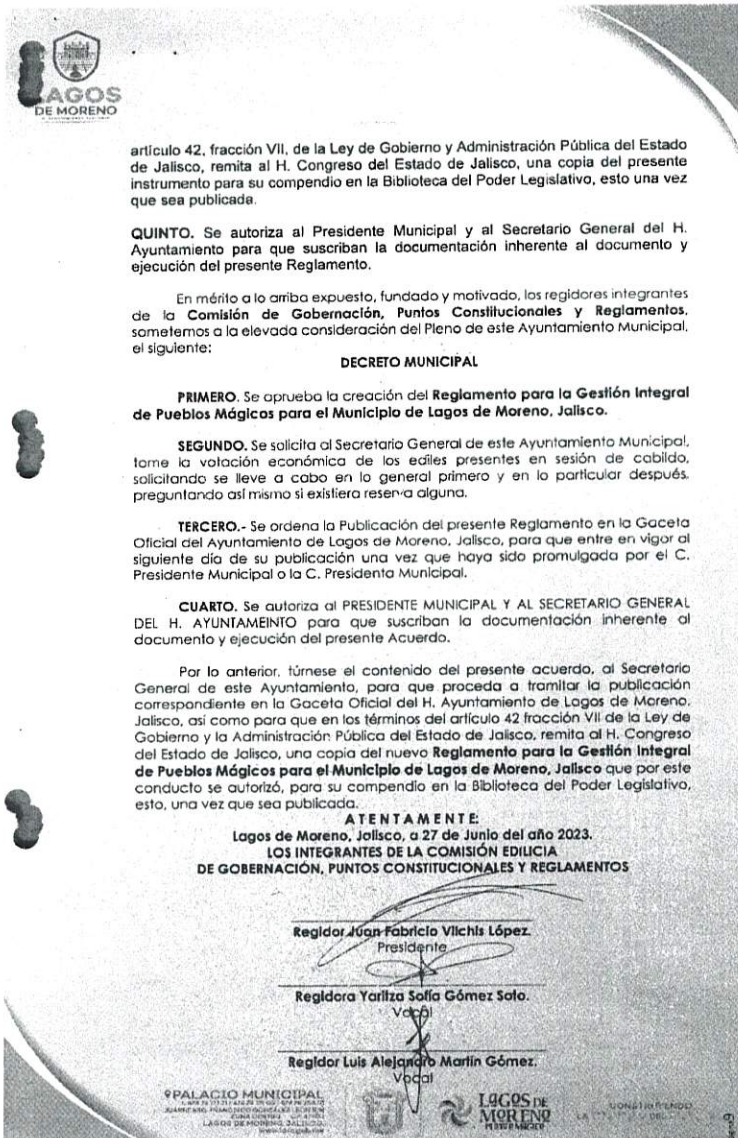 LAGOS
DE MORENO
artículo 42, fracción VII, de la Ley de Gobierno y Administración Pública del Estado
de Jalisco, remita al H. Congreso del Estado de Jalisco, una copia del presente
instrumento para su compendio en la Biblioteca del Poder Legislativo, esto una vez
que sea publicada.
QUINTO. Se autoriza al Presidente Municipal y al Secretario General del H.
Ayuntamiento para que suscriban la documentación inherente al documento y
ejecución del presente Reglamento.
En mérito a lo arriba expuesto, fundado y motivado, los regidores integrantes
de la Comisión de Gobernación, Puntos Constitucionales y Reglamentos,
sometemos a la elevada consideración del Pleno de este Ayuntamiento Municipal,
el siguiente:
DECRETO MUNICIPAL
PRIMERO. Se aprueba la creación del Reglamento para la Gestión Integral
de Pueblos Mágicos para el Municipio de Lagos de Moreno, Jalisco.
SEGUNDO. Se solicita al Secretario General de este Ayuntamiento Municipal,
tome la votación económica de los ediles presentes en sesión de cabildo,
solicitando se lleve a cabo en lo general primero y en lo particular después,
preguntando así mismo si existiera reserva alguna.
TERCERO.- Se ordena la Publicación del presente Reglamento en la Gaceta
Oficial del Ayuntamiento de Lagos de Moreno, Jalisco, para que entre en vigor al
siguiente día de su publicación una vez que haya sido promulgada por el C.
Presidente Municipal o la C. Presidenta Municipal.
CUARTO. Se autoriza al PRESIDENTE MUNICIPAL Y AL SECRETARIO GENERAL
DEL H. AYUNTAMEINTO para que suscriban la documentación inherente al
documento y ejecución del presente Acuerdo.
Por lo anterior, túrnese el contenido del presente acuerdo, al Secretario
General de este Ayuntamiento, para que proceda a tramitar la publicación
correspondiente en la Gaceta Oficial del H. Ayuntamiento de Lagos de Moreno,
Jalisco, así como para que en los términos del artículo 42 fracción VII de la Ley de
Gobierno y la Administración Pública del Estado de Jalisco, remita al H. Congreso
del Estado de Jalisco, una copia del nuevo Reglamento para la Gestión Integral
de Pueblos Mágicos para el Municipio de Lagos de Moreno, Jalisco que por este
conducto se autorizó, para su compendio en la Biblioteca del Poder Legislativo,
esto, una vez que sea publicada.
ATENTAMENTE:
Lagos de Moreno, Jalisco, a 27 de Junio del año 2023.
LOS INTEGRANTES DE LA COMISIÓN EDILICIA
DE GOBERNACIÓN, PUNTOS CONSTITUCIONALES Y REGLAMENTOS
Regidor Juan Fabricio Vilchis López.
Presidente
Regidora Yaritza Sofía Gómez Soto.
Vocal
Regidor Luis Alejandro Martín Gómez.
Vocal
PALACIO MUNICIPAL
LAGOS DE MORENO, JALISCO.
LAGOS DE
MORENO
PUEBLO MÁGICO